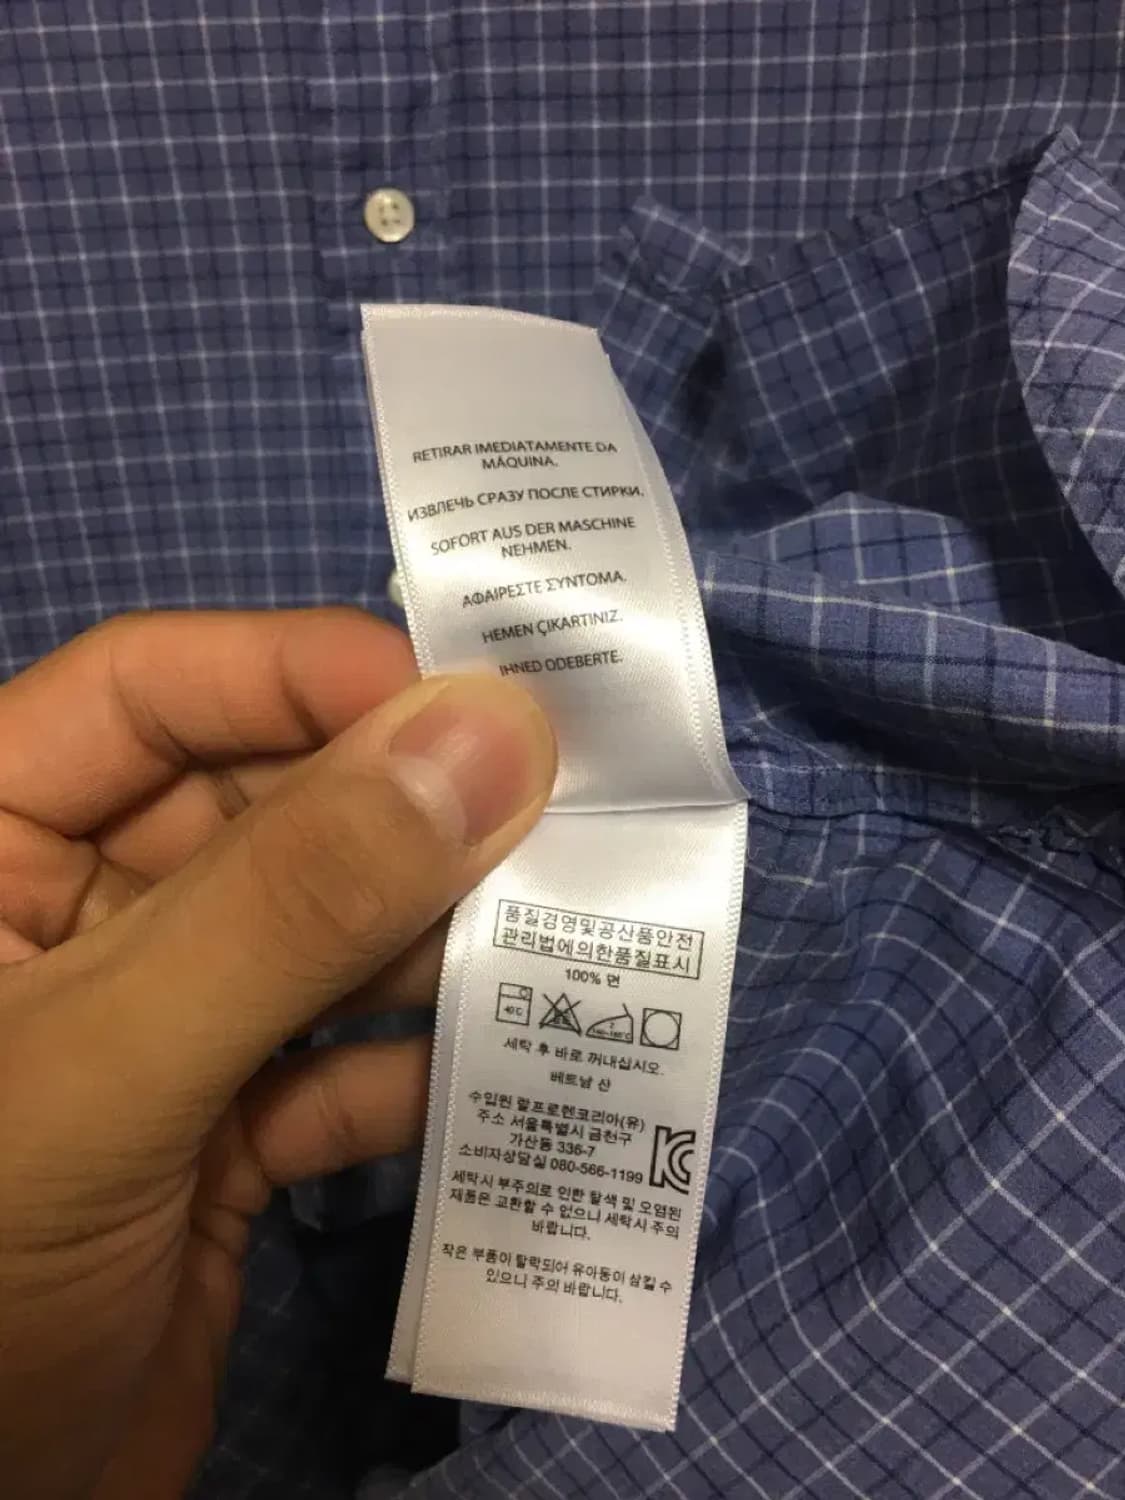 RETIRAR IMEDIATAMENTE DA
MÁQUINA.
ИЗВЛЕЧЬ СРАЗУ ПОСЛЕ СТИРКИ.
SOFORT AUS DER MASCHINE
NEHMEN.
ΑΦΑΙΡΕΣΤΕ ΣΥΝΤΟΜΑ.
HEMEN ÇIKARTINIZ.
IHNED ODEBERTE.
품질경영및공산품안전
관리법에의한품질표시
100% 면
40℃
세탁 후 바로 꺼내십시오.
베트남 산
수입원 랄프로렌코리아(유)
주소 서울특별시 금천구
가산동 336-7
소비자상담실 080-566-1199
KC
세탁시 부주의로 인한 탈색 및 오염된
제품은 교환할 수 없으니 세탁시 주의
바랍니다.
작은 부품이 탈락되어 유아동이 삼킬 수
있으니 주의 바랍니다.